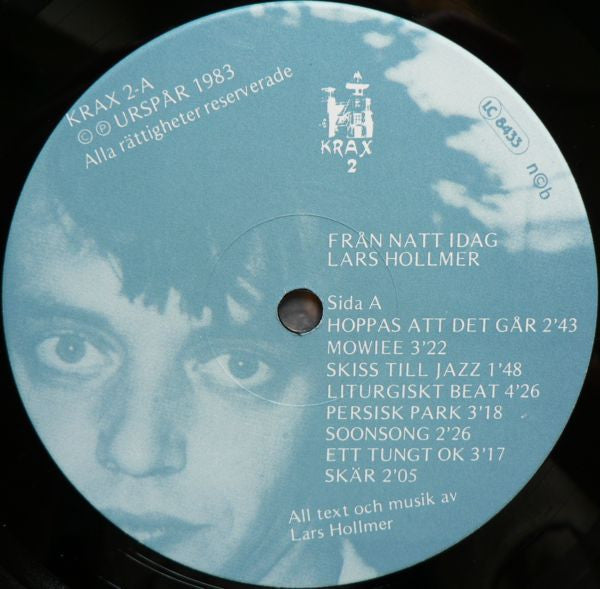 KRAX 2-A
© ℗ URSPÅR 1983
Alla rättigheter reserverade
KRAX
2
LC 8433
n©b
FRÅN NATT IDAG
LARS HOLLMER
Sida A
HOPPAS ATT DET GÅR 2'43
MOWIEE 3'22
SKISS TILL JAZZ 1'48
LITURGISKT BEAT 4'26
PERSISK PARK 3'18
SOONSONG 2'26
ETT TUNGT OK 3'17
SKÄR 2'05
All text och musik av
Lars Hollmer